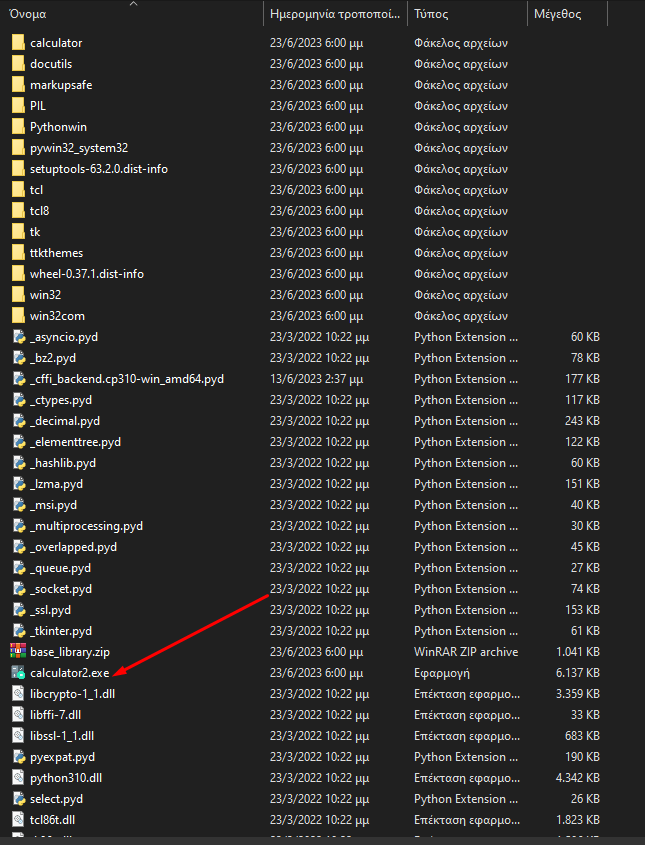 Όνομα Ημερομηνία τροποποί... Τύπος Μέγεθος
calculator 23/6/2023 6:00 μμ Φάκελος αρχείων
docutils 23/6/2023 6:00 μμ Φάκελος αρχείων
markupsafe 23/6/2023 6:00 μμ Φάκελος αρχείων
PIL 23/6/2023 6:00 μμ Φάκελος αρχείων
Pythonwin 23/6/2023 6:00 μμ Φάκελος αρχείων
pywin32_system32 23/6/2023 6:00 μμ Φάκελος αρχείων
setuptools-63.2.0.dist-info 23/6/2023 6:00 μμ Φάκελος αρχείων
tcl 23/6/2023 6:00 μμ Φάκελος αρχείων
tcl8 23/6/2023 6:00 μμ Φάκελος αρχείων
tk 23/6/2023 6:00 μμ Φάκελος αρχείων
ttkthemes 23/6/2023 6:00 μμ Φάκελος αρχείων
wheel-0.37.1.dist-info 23/6/2023 6:00 μμ Φάκελος αρχείων
win32 23/6/2023 6:00 μμ Φάκελος αρχείων
win32com 23/6/2023 6:00 μμ Φάκελος αρχείων
_asyncio.pyd 23/3/2022 10:22 μμ Python Extension ... 60 KB
_bz2.pyd 23/3/2022 10:22 μμ Python Extension ... 78 KB
_cffi_backend.cp310-win_amd64.pyd 13/6/2023 2:37 μμ Python Extension ... 177 KB
_ctypes.pyd 23/3/2022 10:22 μμ Python Extension ... 117 KB
_decimal.pyd 23/3/2022 10:22 μμ Python Extension ... 243 KB
_elementtree.pyd 23/3/2022 10:22 μμ Python Extension ... 122 KB
_hashlib.pyd 23/3/2022 10:22 μμ Python Extension ... 60 KB
_lzma.pyd 23/3/2022 10:22 μμ Python Extension ... 151 KB
_msi.pyd 23/3/2022 10:22 μμ Python Extension ... 40 KB
_multiprocessing.pyd 23/3/2022 10:22 μμ Python Extension ... 30 KB
_overlapped.pyd 23/3/2022 10:22 μμ Python Extension ... 45 KB
_queue.pyd 23/3/2022 10:22 μμ Python Extension ... 27 KB
_socket.pyd 23/3/2022 10:22 μμ Python Extension ... 74 KB
_ssl.pyd 23/3/2022 10:22 μμ Python Extension ... 153 KB
_tkinter.pyd 23/3/2022 10:22 μμ Python Extension ... 61 KB
base_library.zip 23/6/2023 6:00 μμ WinRAR ZIP archive 1.041 KB
calculator2.exe 23/6/2023 6:00 μμ Εφαρμογή 6.137 KB
libcrypto-1_1.dll 23/3/2022 10:22 μμ Επέκταση εφαρμο... 3.359 KB
libffi-7.dll 23/3/2022 10:22 μμ Επέκταση εφαρμο... 33 KB
libssl-1_1.dll 23/3/2022 10:22 μμ Επέκταση εφαρμο... 683 KB
pyexpat.pyd 23/3/2022 10:22 μμ Python Extension ... 190 KB
python310.dll 23/3/2022 10:22 μμ Επέκταση εφαρμο... 4.342 KB
select.pyd 23/3/2022 10:22 μμ Python Extension ... 26 KB
tcl86t.dll 23/3/2022 10:22 μμ Επέκταση εφαρμο... 1.823 KB